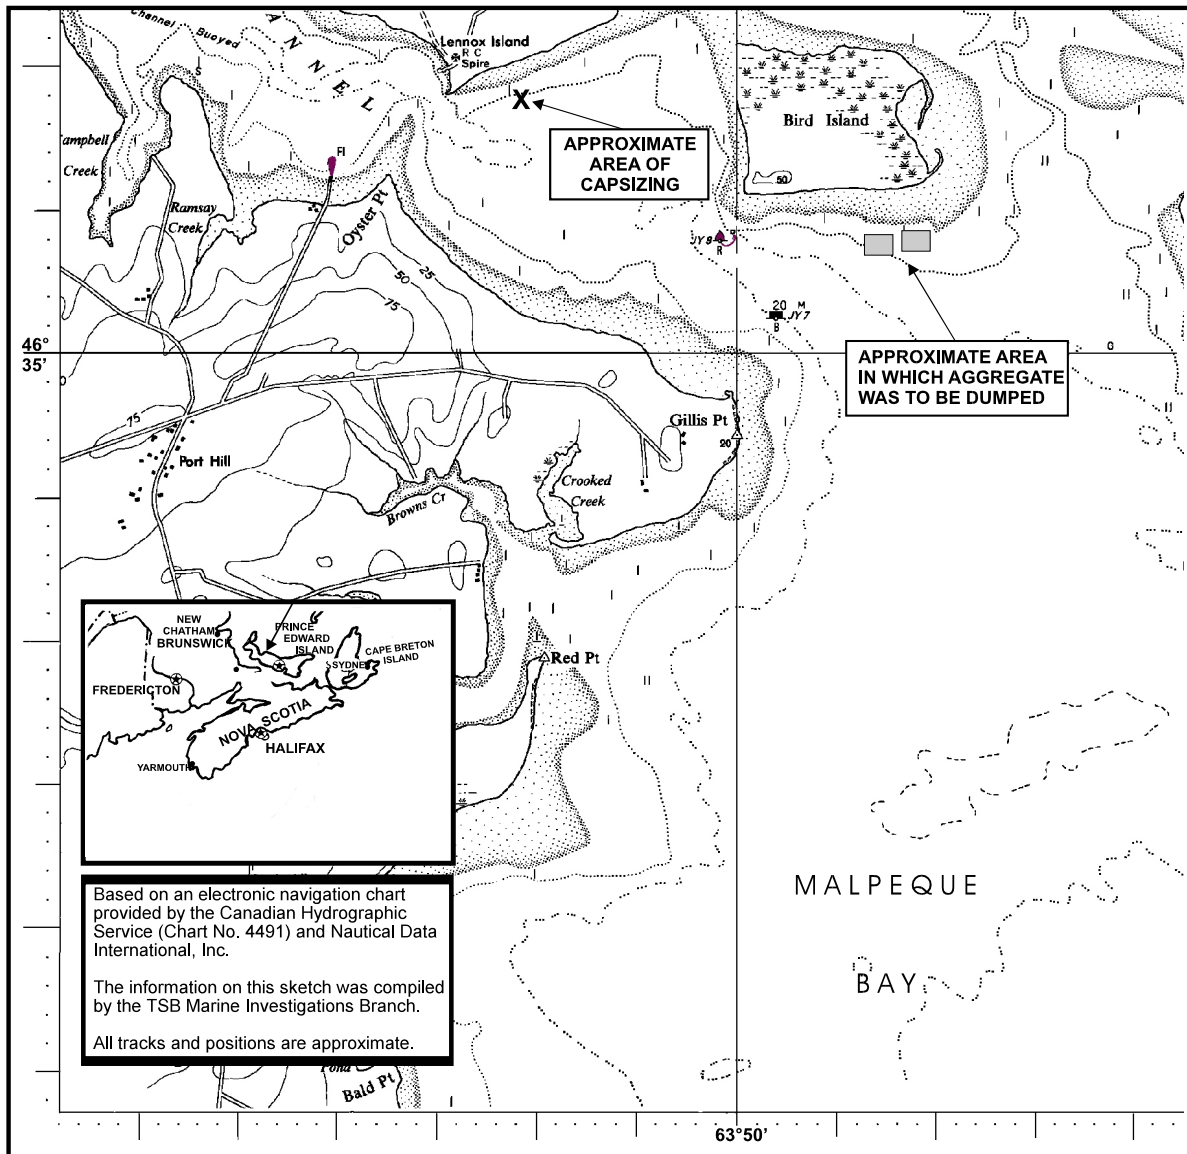 Channel Buoyed
A
N
N
E
L
Lennox Island
R C
Spire
X
APPROXIMATE
AREA OF
CAPSIZING
Bird Island
50
Campbell
Creek
S
Fl
Ramsay
Creek
Oyster Pt
JY9
R
25
50
75
20 M
JY7
B
46°
35'
APPROXIMATE AREA
IN WHICH AGGREGATE
WAS TO BE DUMPED
75
Port Hill
Gillis Pt
20
Crooked
Creek
Browns Cr
Red Pt
NEW
CHATHAM
BRUNSWICK
PRINCE
EDWARD
ISLAND
CAPE BRETON
ISLAND
SYDNEY
FREDERICTON
NOVA SCOTIA
HALIFAX
YARMOUTH
Based on an electronic navigation chart
provided by the Canadian Hydrographic
Service (Chart No. 4491) and Nautical Data
International, Inc.
The information on this sketch was compiled
by the TSB Marine Investigations Branch.
All tracks and positions are approximate.
MALPEQUE
BAY
Pond
Bald Pt
63°50'